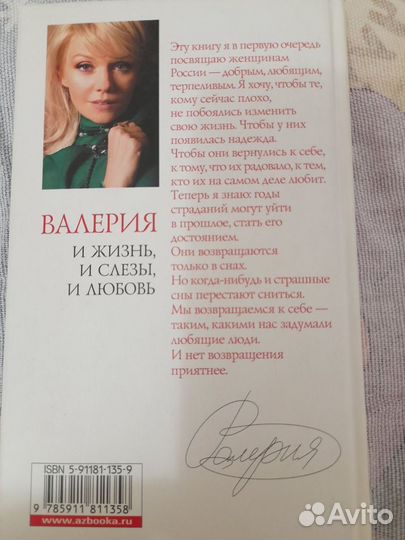 Эту книгу я в первую очередь
посвящаю женщинам
России — добрым, любящим,
терпеливым. Я хочу, чтобы те,
кому сейчас плохо,
не побоялись изменить
свою жизнь. Чтобы у них
появилась надежда.
Чтобы они вернулись к себе,
к тому, что их радовало, к тем,
кто их на самом деле любит.
Теперь я знаю: годы
страданий могут уйти
в прошлое, стать его
достоянием.
Они возвращаются
только в снах.
Но когда-нибудь и страшные
сны перестают сниться.
Мы возвращаемся к себе —
таким, какими нас задумали
любящие люди.
И нет возвращения
приятнее.
ВАЛЕРИЯ
И ЖИЗНЬ,
И СЛЕЗЫ,
И ЛЮБОВЬ
Валерия
ISBN 5-91181-135-9
9 785911 811358
www.azbooka.ru
Avito